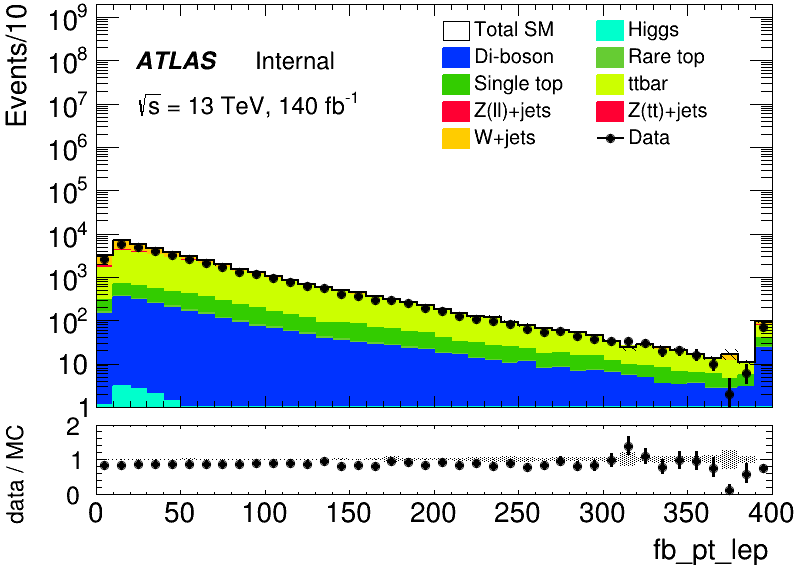 Events/10
10⁹
10⁸
10⁷
10⁶
10⁵
10⁴
10³
10²
10
1
ATLAS Internal
√s = 13 TeV, 140 fb⁻¹
Total SM
Higgs
Di-boson
Rare top
Single top
ttbar
Z(ll)+jets
Z(tt)+jets
W+jets
Data
data / MC
2
1
0
0 50 100 150 200 250 300 350 400
fb_pt_lep